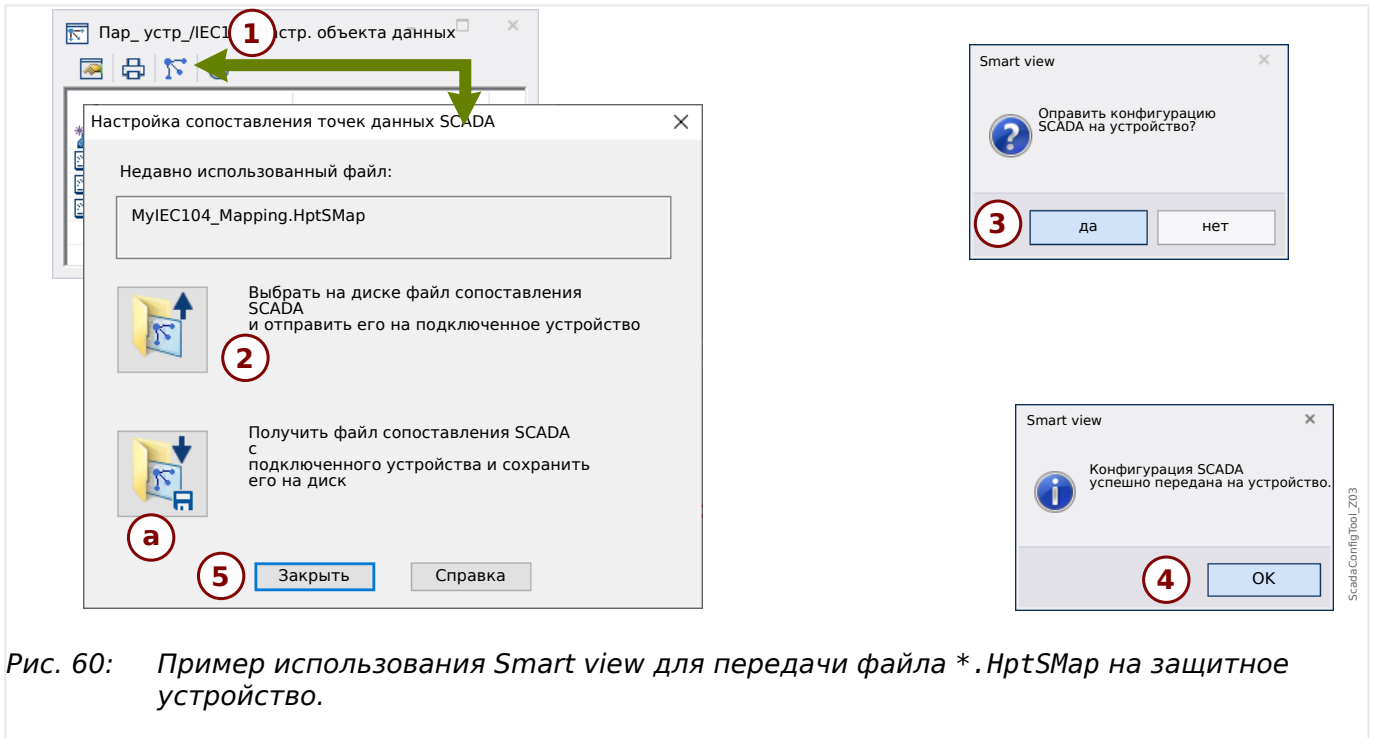 Пар_ устр_/IEC1 стр. объекта данных
1
Настройка сопоставления точек данных SCADA
Недавно использованный файл:
MyIEC104_Mapping.HptSMap
Выбрать на диске файл сопоставления
SCADA
и отправить его на подключенное устройство
2
Получить файл сопоставления SCADA
с
подключенного устройства и сохранить
его на диск
a
5
Закрыть
Справка
Smart view
Оправить конфигурацию
SCADA на устройство?
3
да
нет
Smart view
Конфигурация SCADA
успешно передана на устройство.
4
OK
ScadaConfigTool_Z03
Рис. 60: Пример использования Smart view для передачи файла *.HptSMap на защитное
устройство.